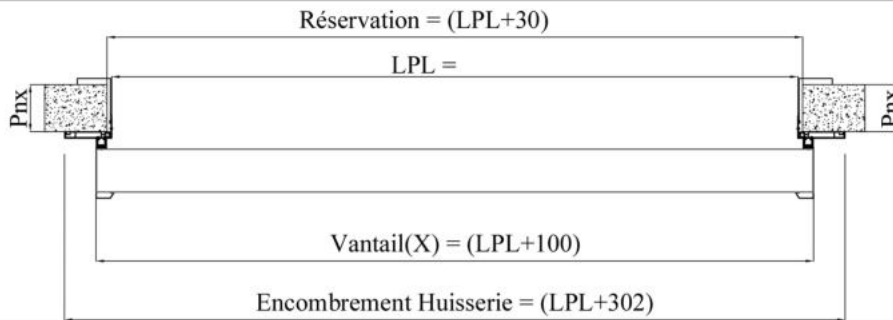 Réservation = (LPL+30)
LPL =
Pnx
Pnx
Vantail(X) = (LPL+100)
Encombrement Huisserie = (LPL+302)